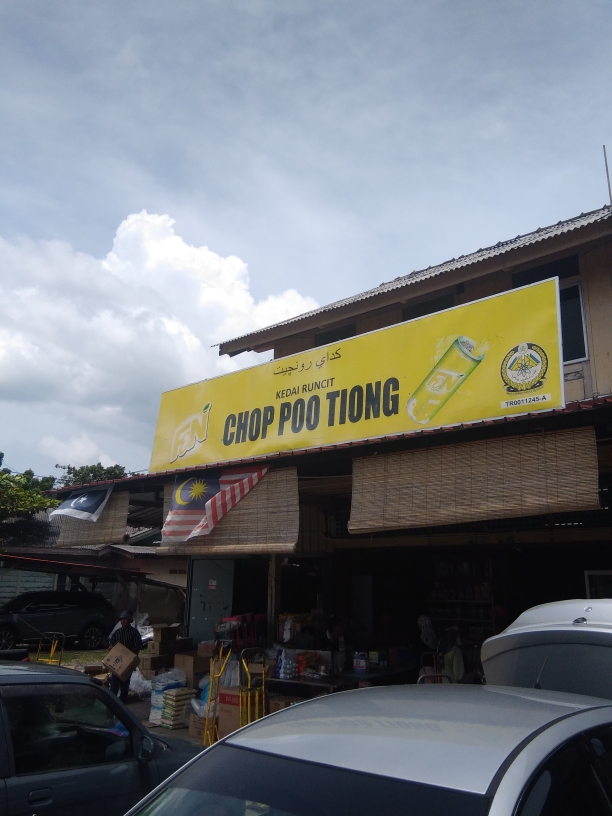 كداي رونچيت
KEDAI RUNCIT
CHOP POO TIONG
F&N
F&N
TR0011245-A